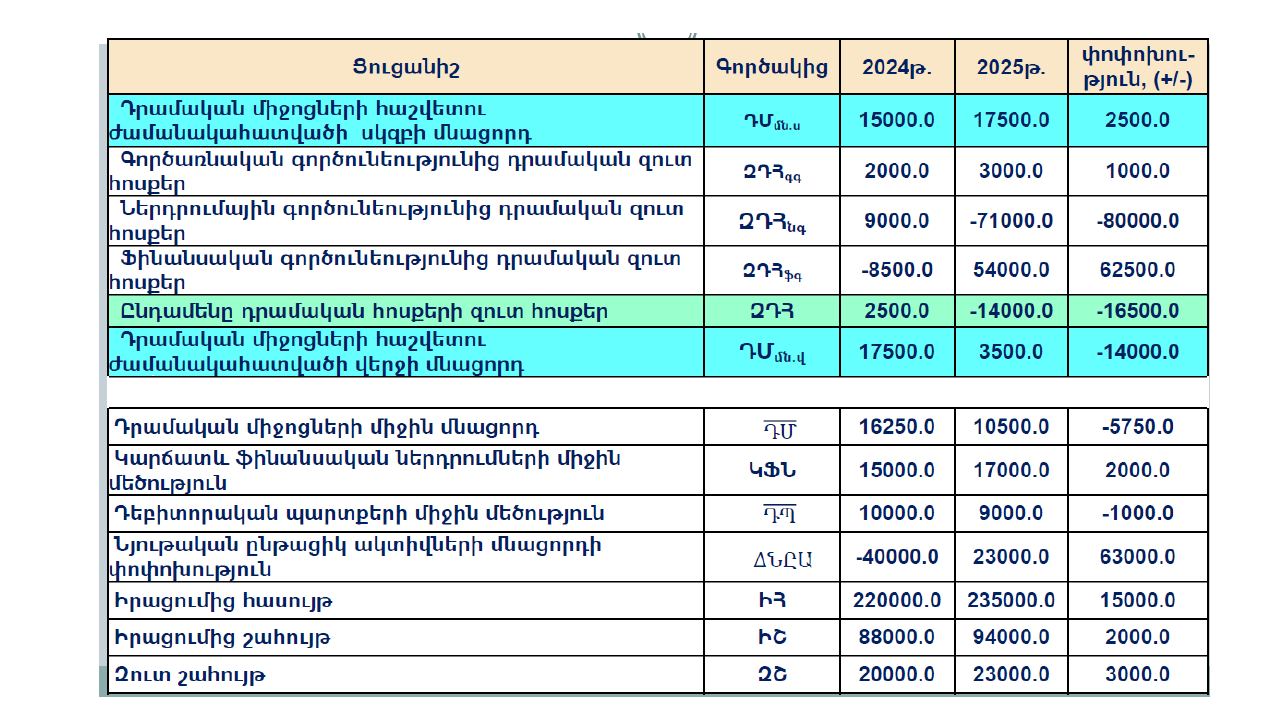 Ցուցանիշ Գործակից 2024թ. 2025թ. փոփոխու-
թյուն, (+/-)
Դրամական միջոցների հաշվետու
ժամանակահատվածի սկզբի մնացորդ ԴՄմն.ս 15000.0 17500.0 2500.0
Գործառնական գործունեությունից դրամական զուտ
հոսքեր ԶԴՀգգ 2000.0 3000.0 1000.0
Ներդրումային գործունեությունից դրամական զուտ
հոսքեր ԶԴՀնգ 9000.0 -71000.0 -80000.0
Ֆինանսական գործունեությունից դրամական զուտ
հոսքեր ԶԴՀֆգ -8500.0 54000.0 62500.0
Ընդամենը դրամական հոսքերի զուտ հոսքեր ԶԴՀ 2500.0 -14000.0 -16500.0
Դրամական միջոցների հաշվետու
ժամանակահատվածի վերջի մնացորդ ԴՄմն.վ 17500.0 3500.0 -14000.0
Դրամական միջոցների միջին մնացորդ ԴՄ 16250.0 10500.0 -5750.0
Կարճատև ֆինանսական ներդրումների միջին
մեծություն ԿՖՆ 15000.0 17000.0 2000.0
Դեբիտորական պարտքերի միջին մեծություն ԴՊ 10000.0 9000.0 -1000.0
Նյութական ընթացիկ ակտիվների մնացորդի
փոփոխություն ΔՆԸԱ -40000.0 23000.0 63000.0
Իրացումից հասույթ ԻՀ 220000.0 235000.0 15000.0
Իրացումից շահույթ ԻՇ 88000.0 94000.0 2000.0
Զուտ շահույթ ԶՇ 20000.0 23000.0 3000.0